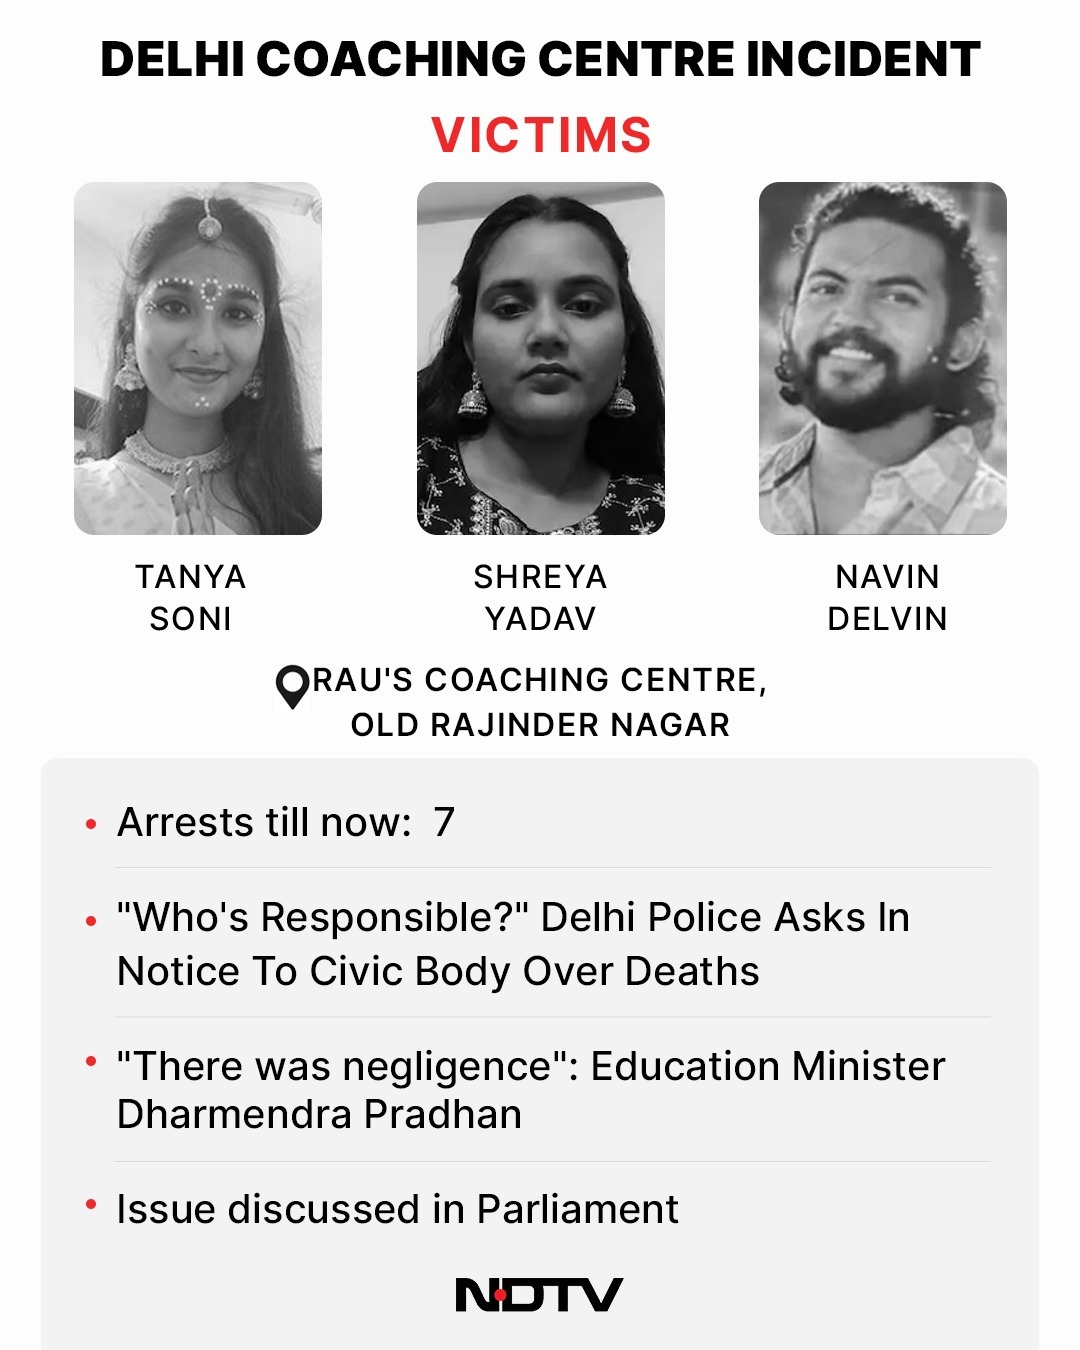 DELHI COACHING CENTRE INCIDENT
VICTIMS
TANYA
SONI
SHREYA
YADAV
NAVIN
DELVIN
RAU'S COACHING CENTRE,
OLD RAJINDER NAGAR
• Arrests till now: 7
• "Who's Responsible?" Delhi Police Asks In
Notice To Civic Body Over Deaths
• "There was negligence": Education Minister
Dharmendra Pradhan
• Issue discussed in Parliament
NDTV